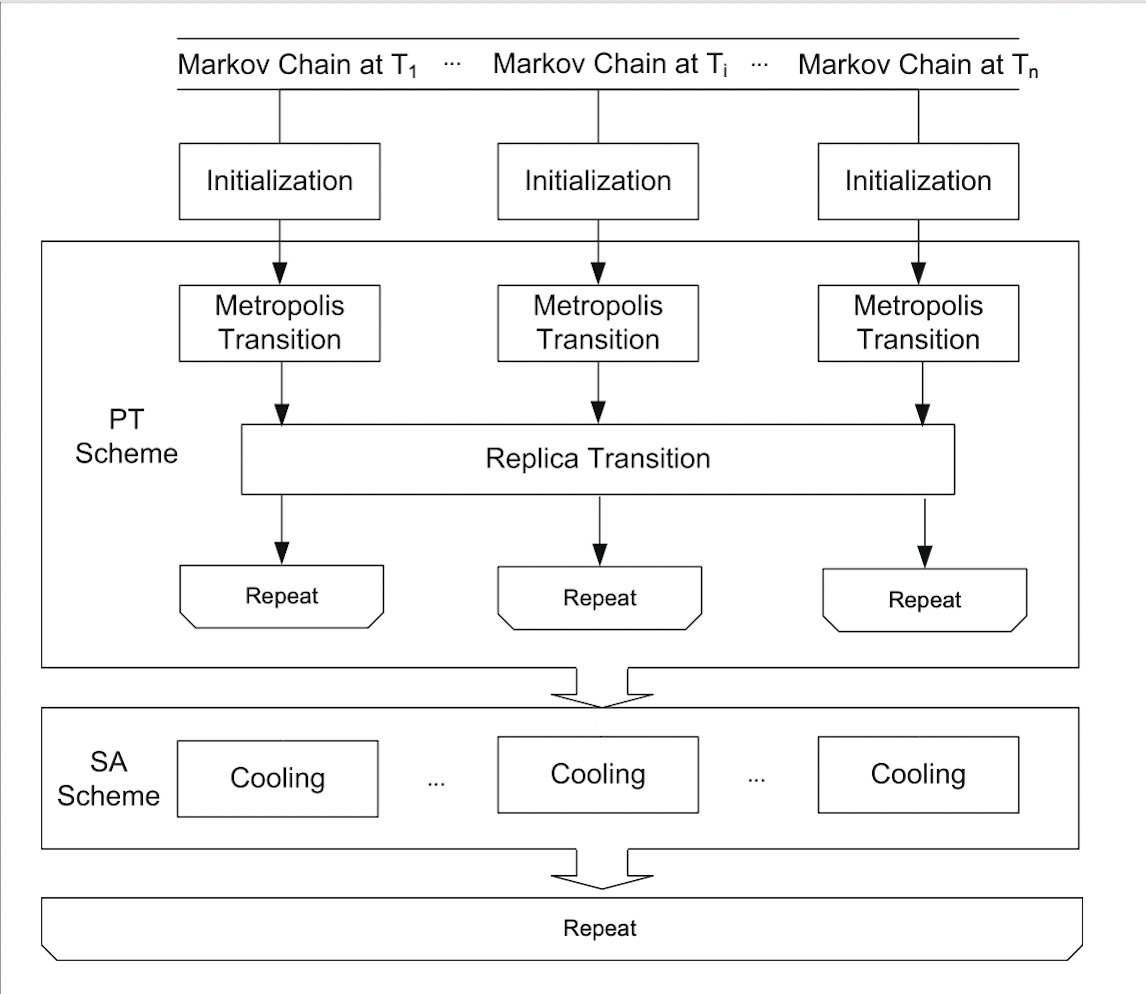 Markov Chain at T1 ... Markov Chain at Ti ... Markov Chain at Tn
Initialization Initialization Initialization
Metropolis Metropolis Metropolis
Transition Transition Transition
PT
Scheme
Replica Transition
Repeat Repeat Repeat
SA
Scheme
Cooling ... Cooling ... Cooling
Repeat